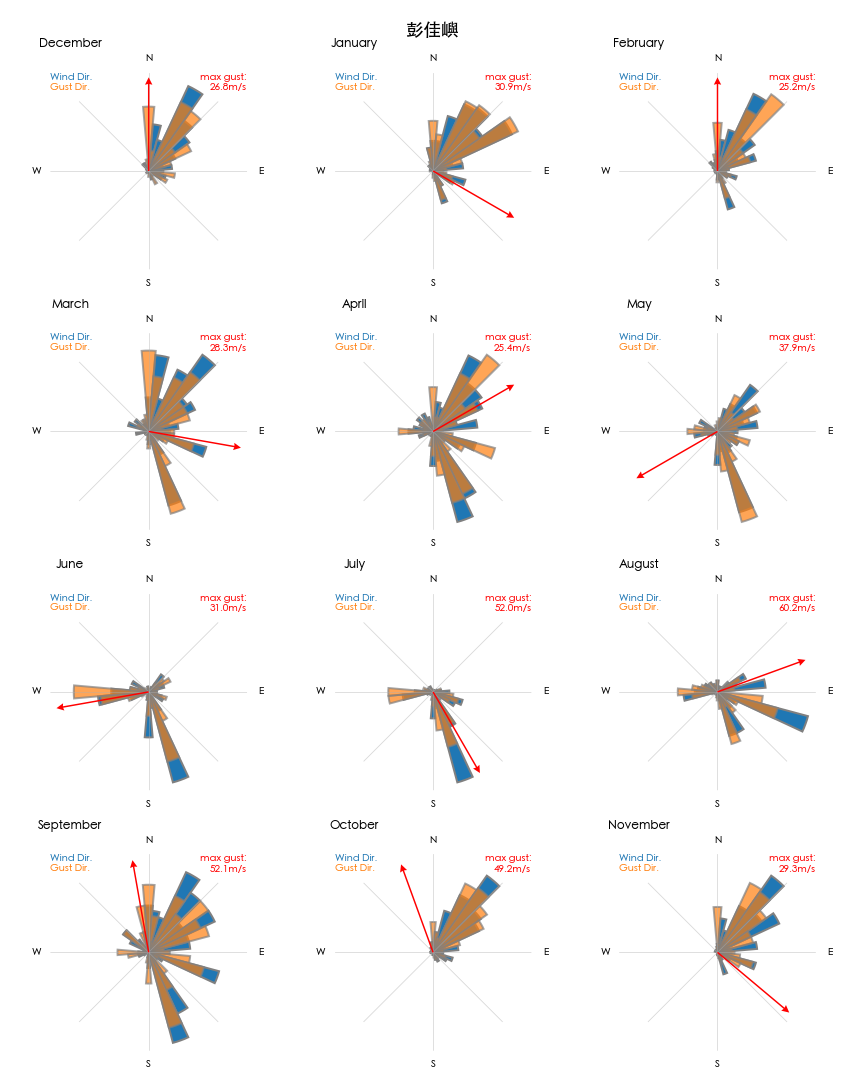 彭佳嶼
December
January
February
N
N
N
Wind Dir.
Gust Dir.
max gust:
26.8m/s
Wind Dir.
Gust Dir.
max gust:
30.9m/s
Wind Dir.
Gust Dir.
max gust:
25.2m/s
W
E
W
E
W
E
S
S
S
March
April
May
N
N
N
Wind Dir.
Gust Dir.
max gust:
28.3m/s
Wind Dir.
Gust Dir.
max gust:
25.4m/s
Wind Dir.
Gust Dir.
max gust:
37.9m/s
W
E
W
E
W
E
S
S
S
June
July
August
N
N
N
Wind Dir.
Gust Dir.
max gust:
31.0m/s
Wind Dir.
Gust Dir.
max gust:
52.0m/s
Wind Dir.
Gust Dir.
max gust:
60.2m/s
W
E
W
E
W
E
S
S
S
September
October
November
N
N
N
Wind Dir.
Gust Dir.
max gust:
52.1m/s
Wind Dir.
Gust Dir.
max gust:
49.2m/s
Wind Dir.
Gust Dir.
max gust:
29.3m/s
W
E
W
E
W
E
S
S
S